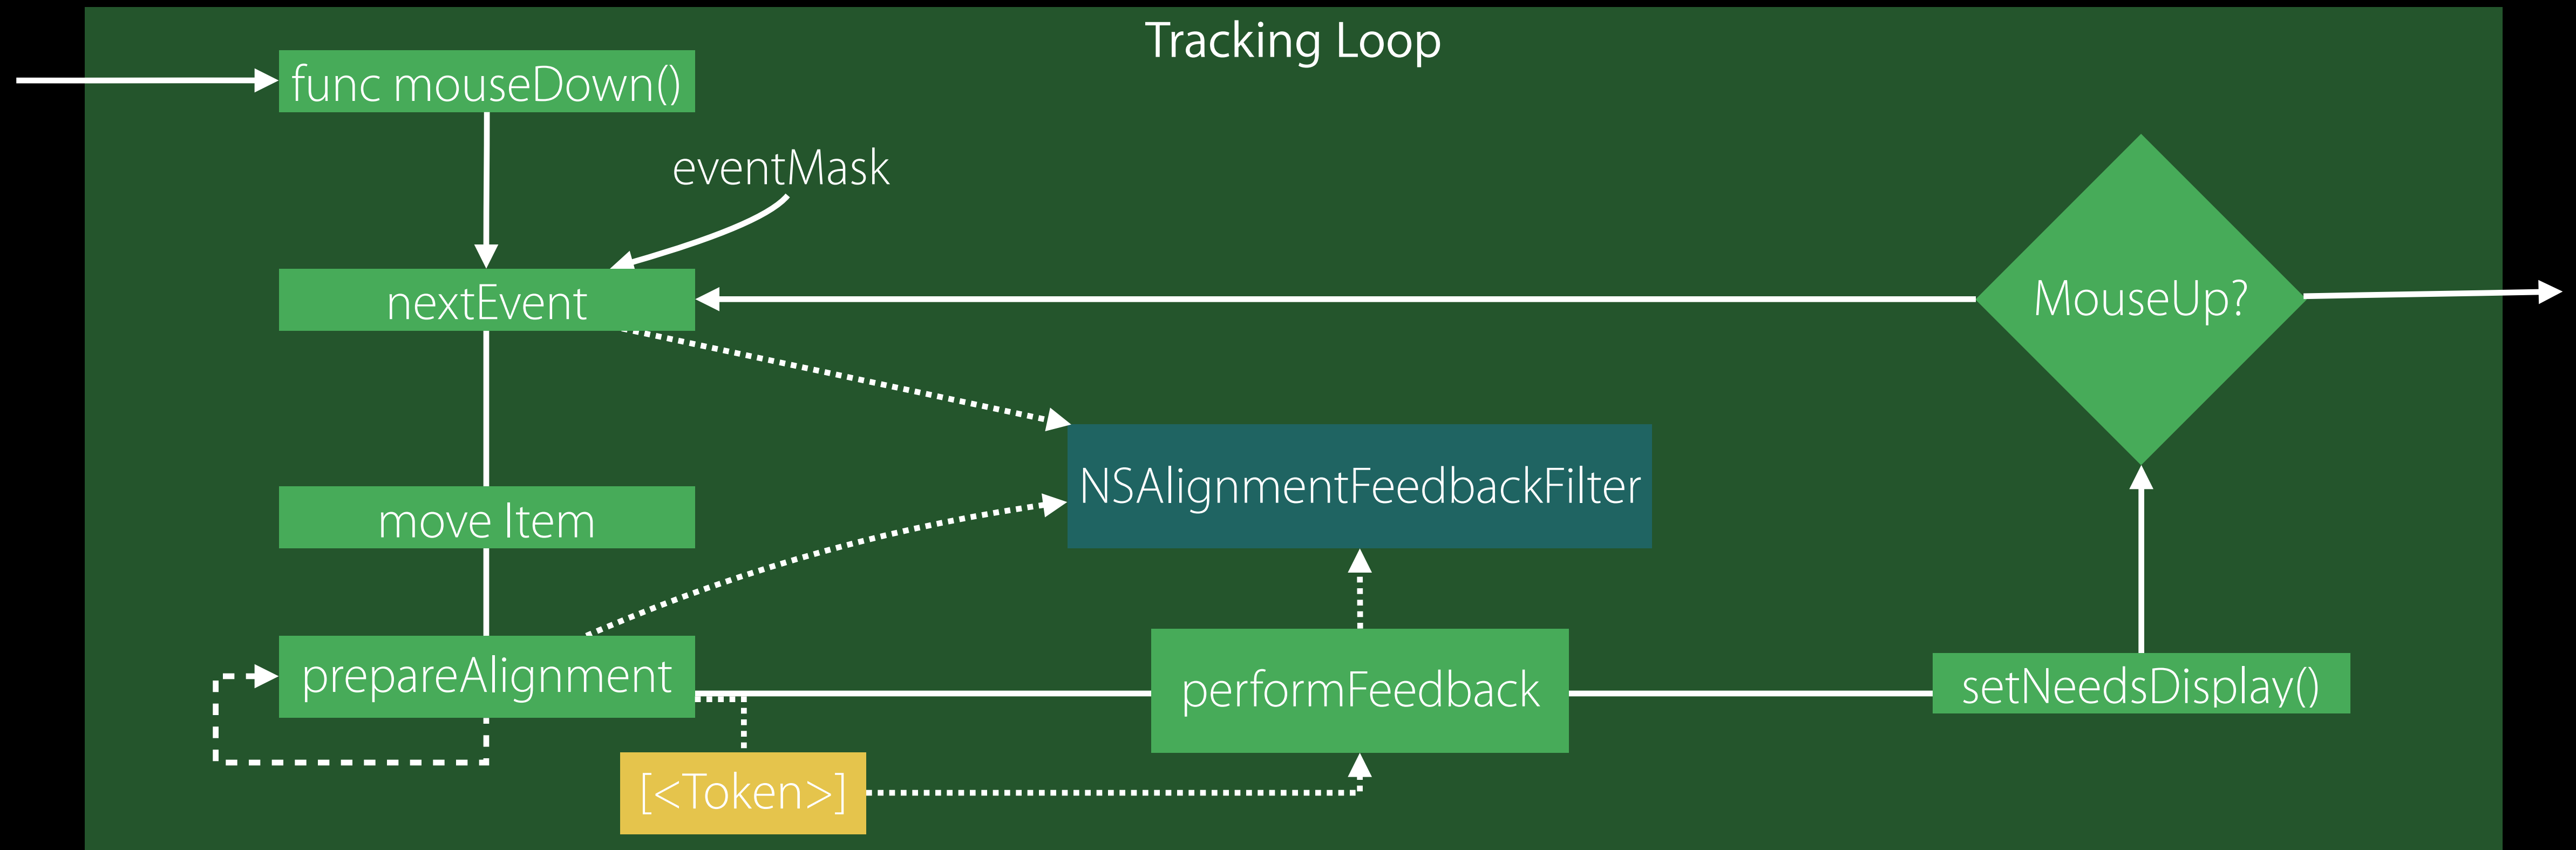 Tracking Loop
func mouseDown()
eventMask
nextEvent
MouseUp?
NSAlignmentFeedbackFilter
move Item
prepareAlignment
performFeedback
setNeedsDisplay()
[<Token>]